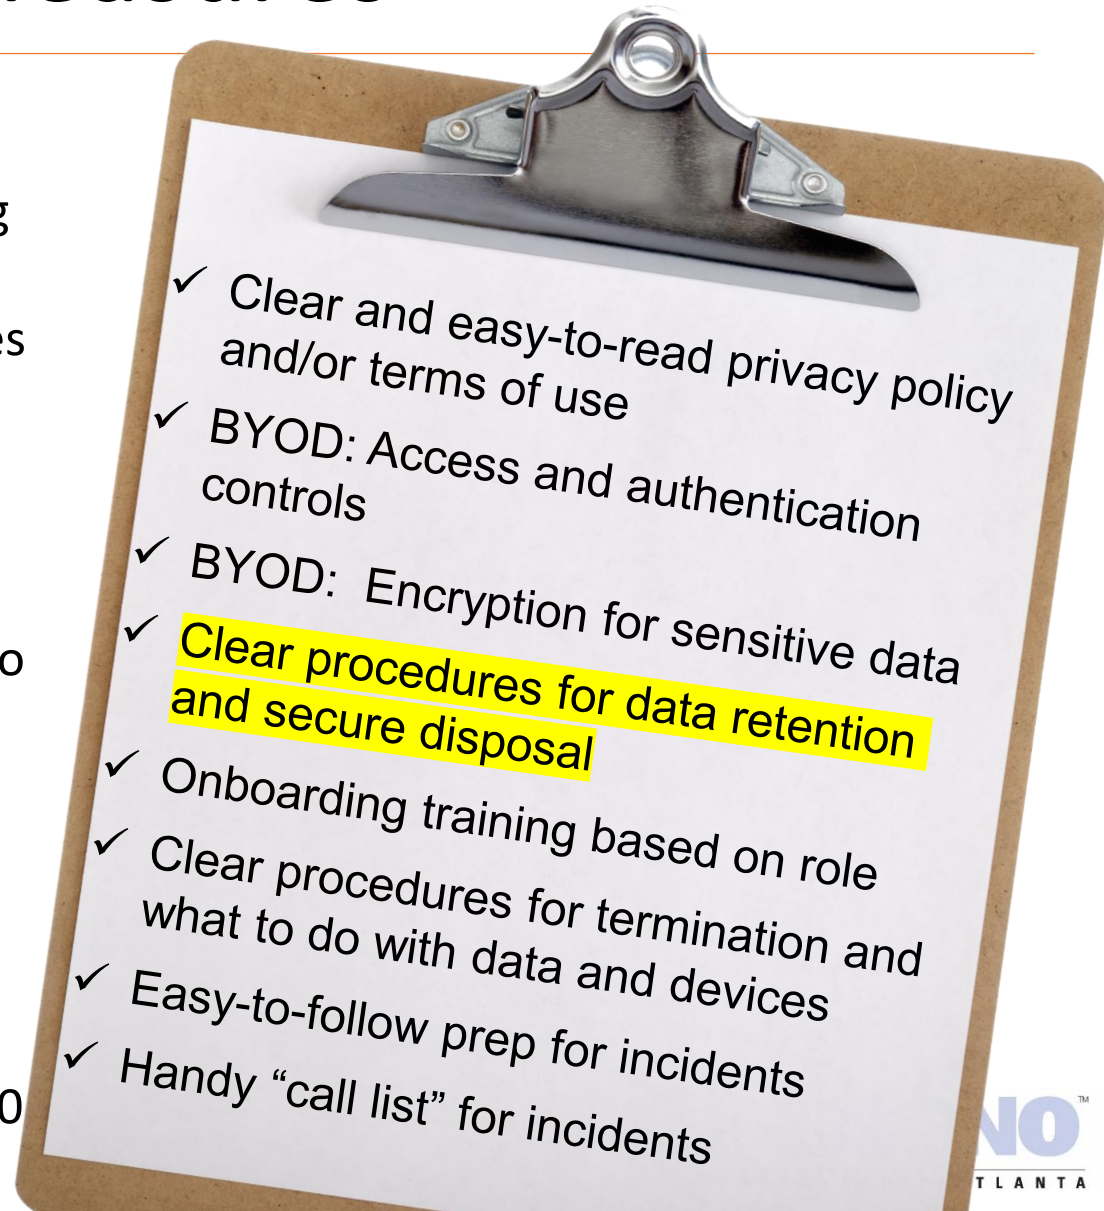 Clear and easy-to-read privacy policy
and/or terms of use
BYOD: Access and authentication
controls
BYOD:  Encryption for sensitive data
Clear procedures for data retention
and secure disposal
Onboarding training based on role
Clear procedures for termination and
what to do with data and devices
Easy-to-follow prep for incidents
Handy “call list” for incidents